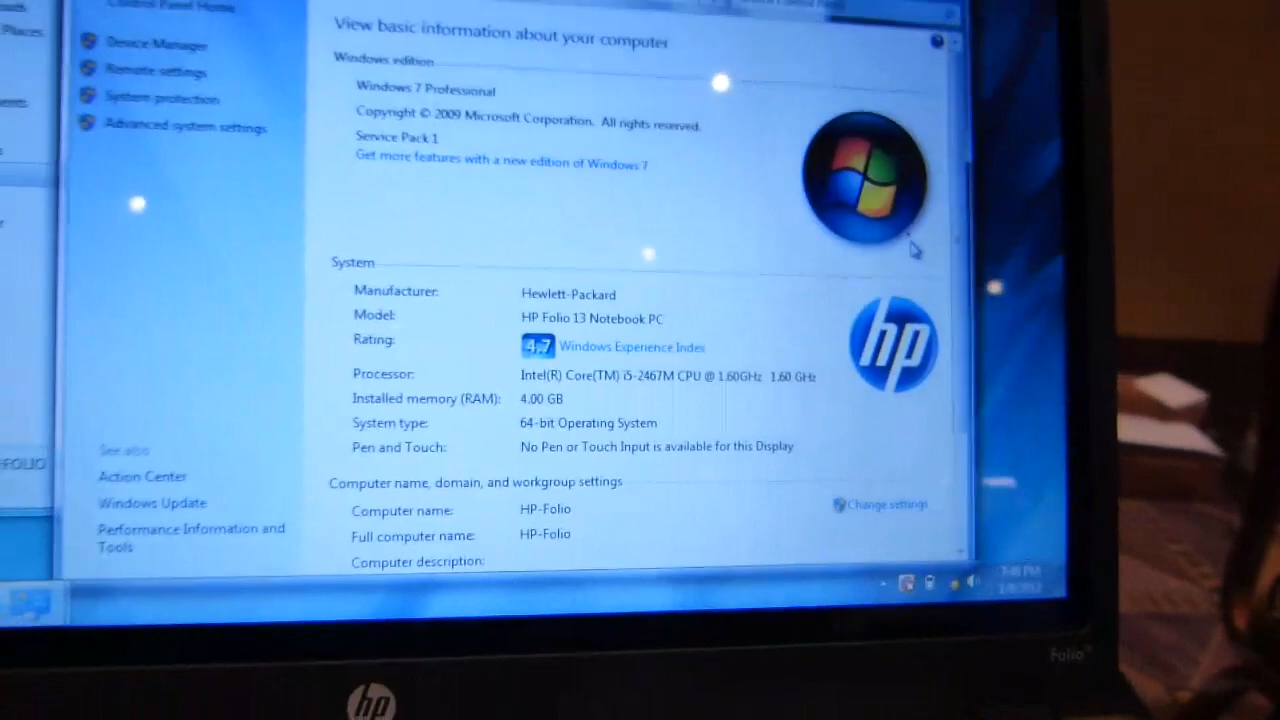 Places
Control Panel Home
Device Manager
Remote settings
System protection
Advanced system settings
View basic information about your computer
Windows edition
Windows 7 Professional
Copyright © 2009 Microsoft Corporation. All rights reserved.
Service Pack 1
Get more features with a new edition of Windows 7
System
Manufacturer: Hewlett-Packard
Model: HP Folio 13 Notebook PC
Rating: 4.7 Windows Experience Index
Processor: Intel(R) Core(TM) i5-2467M CPU @ 1.60GHz 1.60 GHz
Installed memory (RAM): 4.00 GB
System type: 64-bit Operating System
Pen and Touch: No Pen or Touch Input is available for this Display
hp
Computer name, domain, and workgroup settings
Computer name: HP-Folio
Change settings
Full computer name: HP-Folio
Computer description:
See also
Action Center
Windows Update
Performance Information and
Tools
FOLIO
Folio
hp